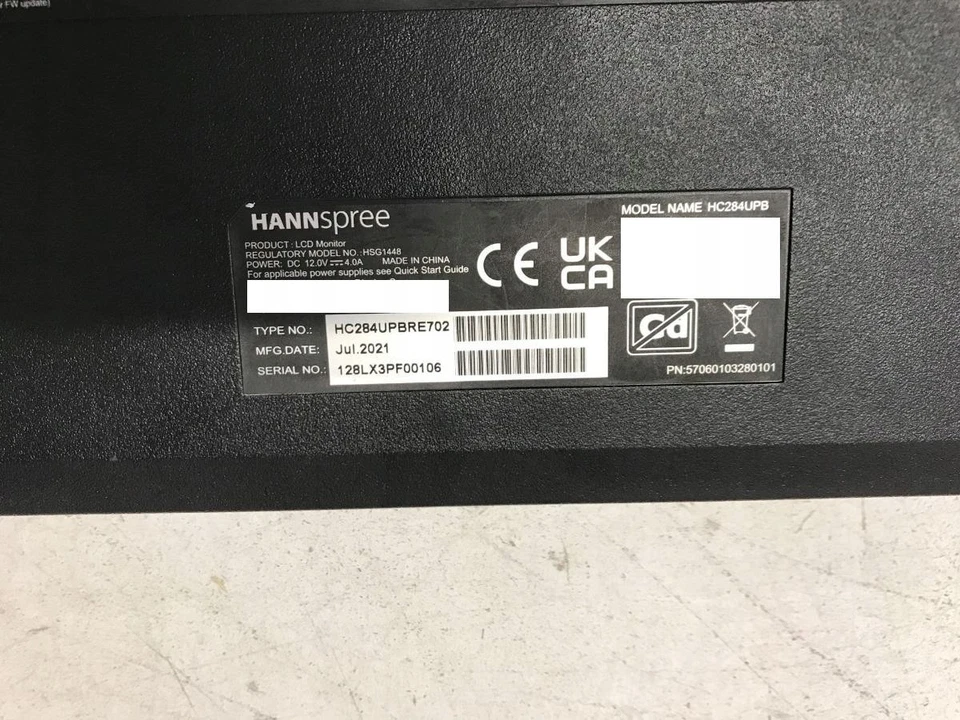 FW update)
HANNspree
MODEL NAME HC284UPB
PRODUCT : LCD Monitor
REGULATORY MODEL NO.:HSG1448
POWER: DC 12.0V⎓4.0A MADE IN CHINA
For applicable power supplies see Quick Start Guide
CE
UK
CA
Cd
TYPE NO.: HC284UPBRE702
MFG.DATE: Jul.2021
SERIAL NO.: 128LX3PF00106
PN:57060103280101